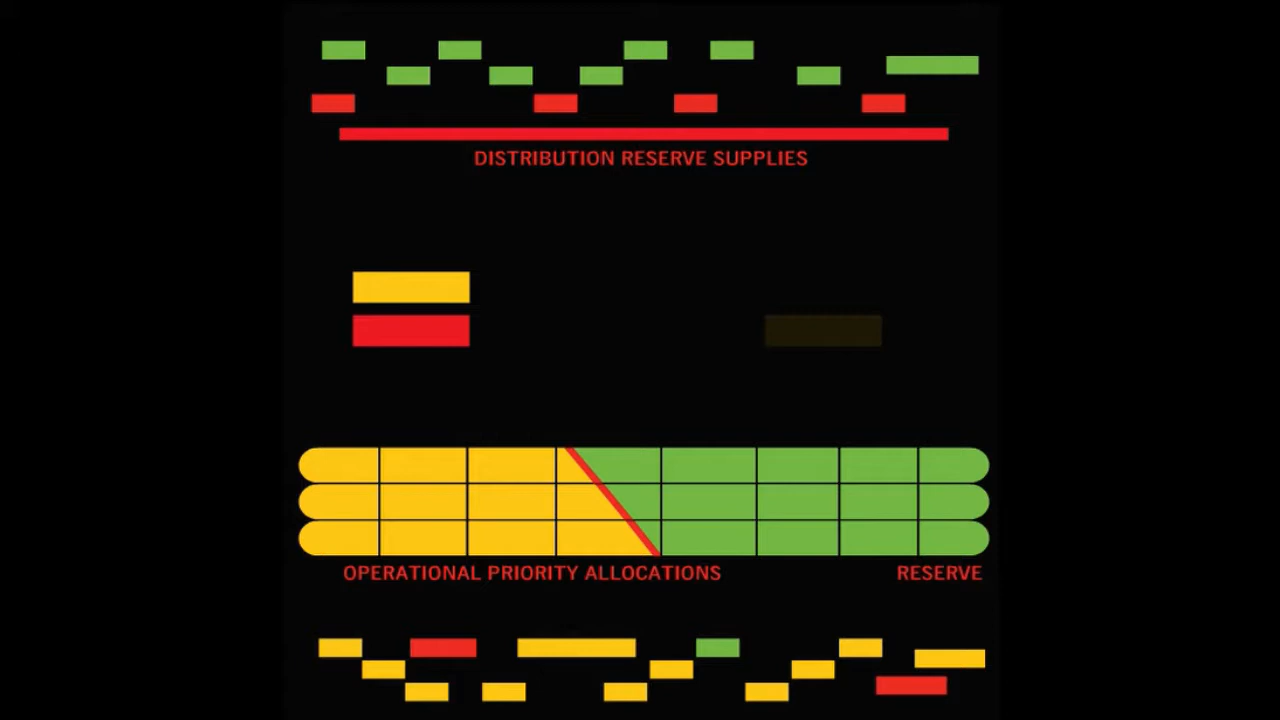 DISTRIBUTION RESERVE SUPPLIES
OPERATIONAL PRIORITY ALLOCATIONS
RESERVE